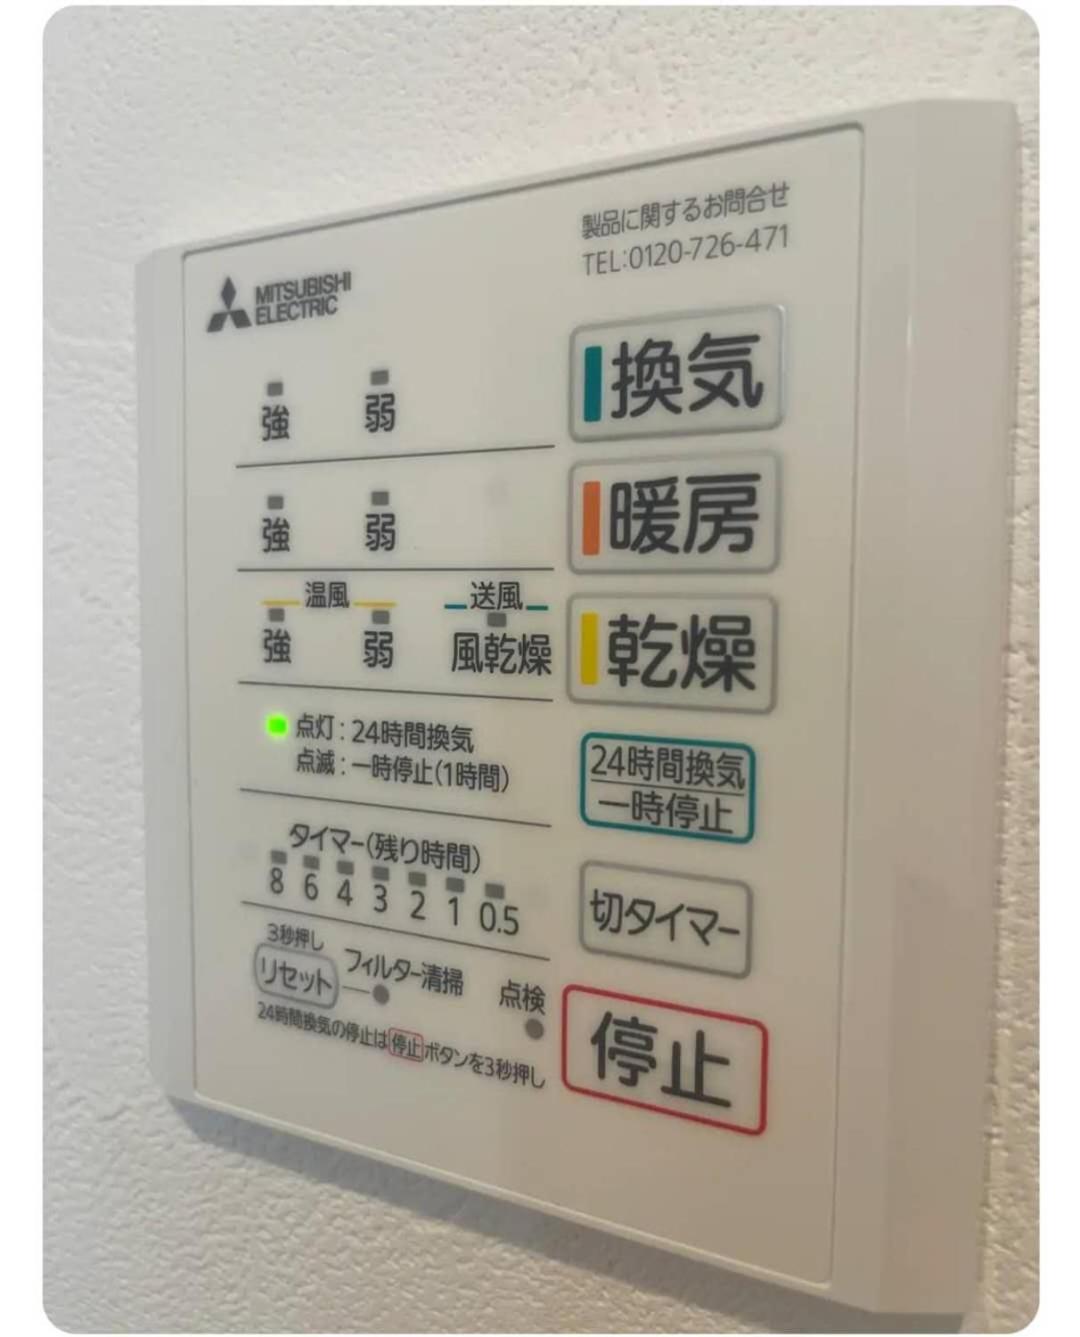 製品に関するお問合せ
TEL:0120-726-471
MITSUBISHI
ELECTRIC
強 弱 換気
強 弱 暖房
温風 送風
強 弱 風乾燥 乾燥
点灯:24時間換気
点滅:一時停止(1時間)
24時間換気
一時停止
タイマー(残り時間)
8 6 4 3 2 1 0.5
切タイマー
3秒押し
リセット フィルター清掃 点検
24時間換気の停止は停止ボタンを3秒押し
停止